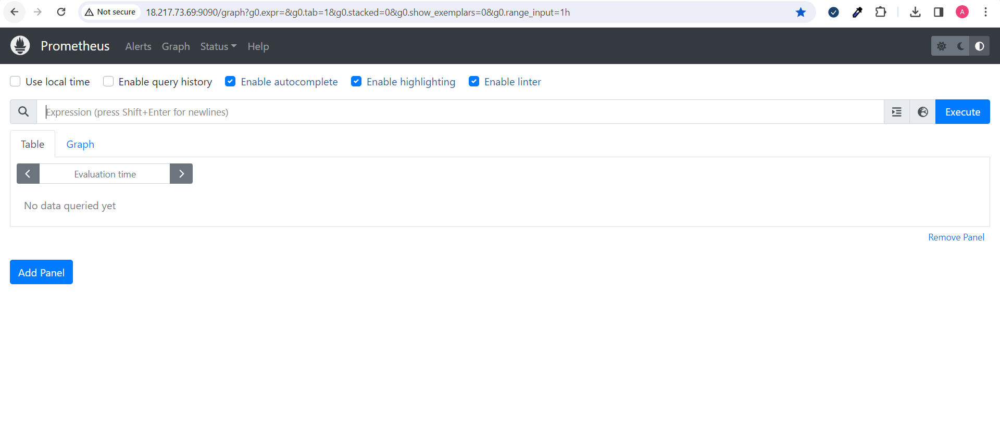 Not secure 18.217.73.69:9090/graph?g0.expr=&g0.tab=1&g0.stacked=0&g0.show_exemplars=0&g0.range_input=1h A
Prometheus Alerts Graph Status Help
Use local time Enable query history Enable autocomplete Enable highlighting Enable linter
Expression (press Shift+Enter for newlines) Execute
Table Graph
Evaluation time
No data queried yet
Remove Panel
Add Panel